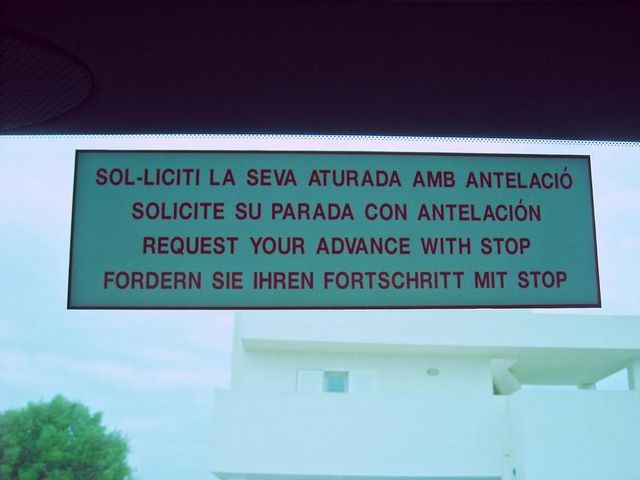 SOL-LICITI LA SEVA ATURADA AMB ANTELACIÓ
SOLICITE SU PARADA CON ANTELACIÓN
REQUEST YOUR ADVANCE WITH STOP
FORDERN SIE IHREN FORTSCHRITT MIT STOP